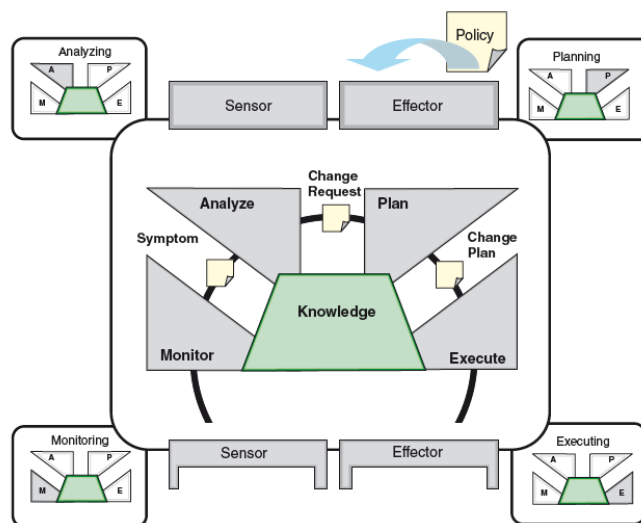 Analyzing
A P
M E
Policy
Planning
A P
M E
Sensor
Effector
Change
Request
Analyze
Plan
Symptom
Change
Plan
Knowledge
Monitor
Execute
Monitoring
A P
M E
Sensor
Effector
Executing
A P
M E